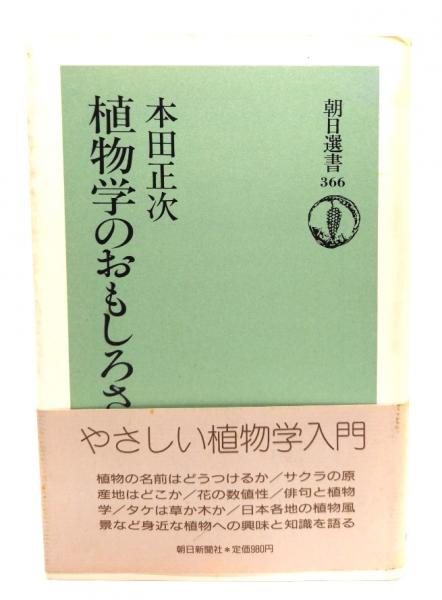 朝日選書
366
本田正次
植物学のおもしろさ
やさしい植物学入門
植物の名前はどうつけるか／サクラの原
産地はどこか／花の数値性／俳句と植物
学／タケは草か木か／日本各地の植物風
景など身近な植物への興味と知識を語る
朝日新聞社＊定価980円